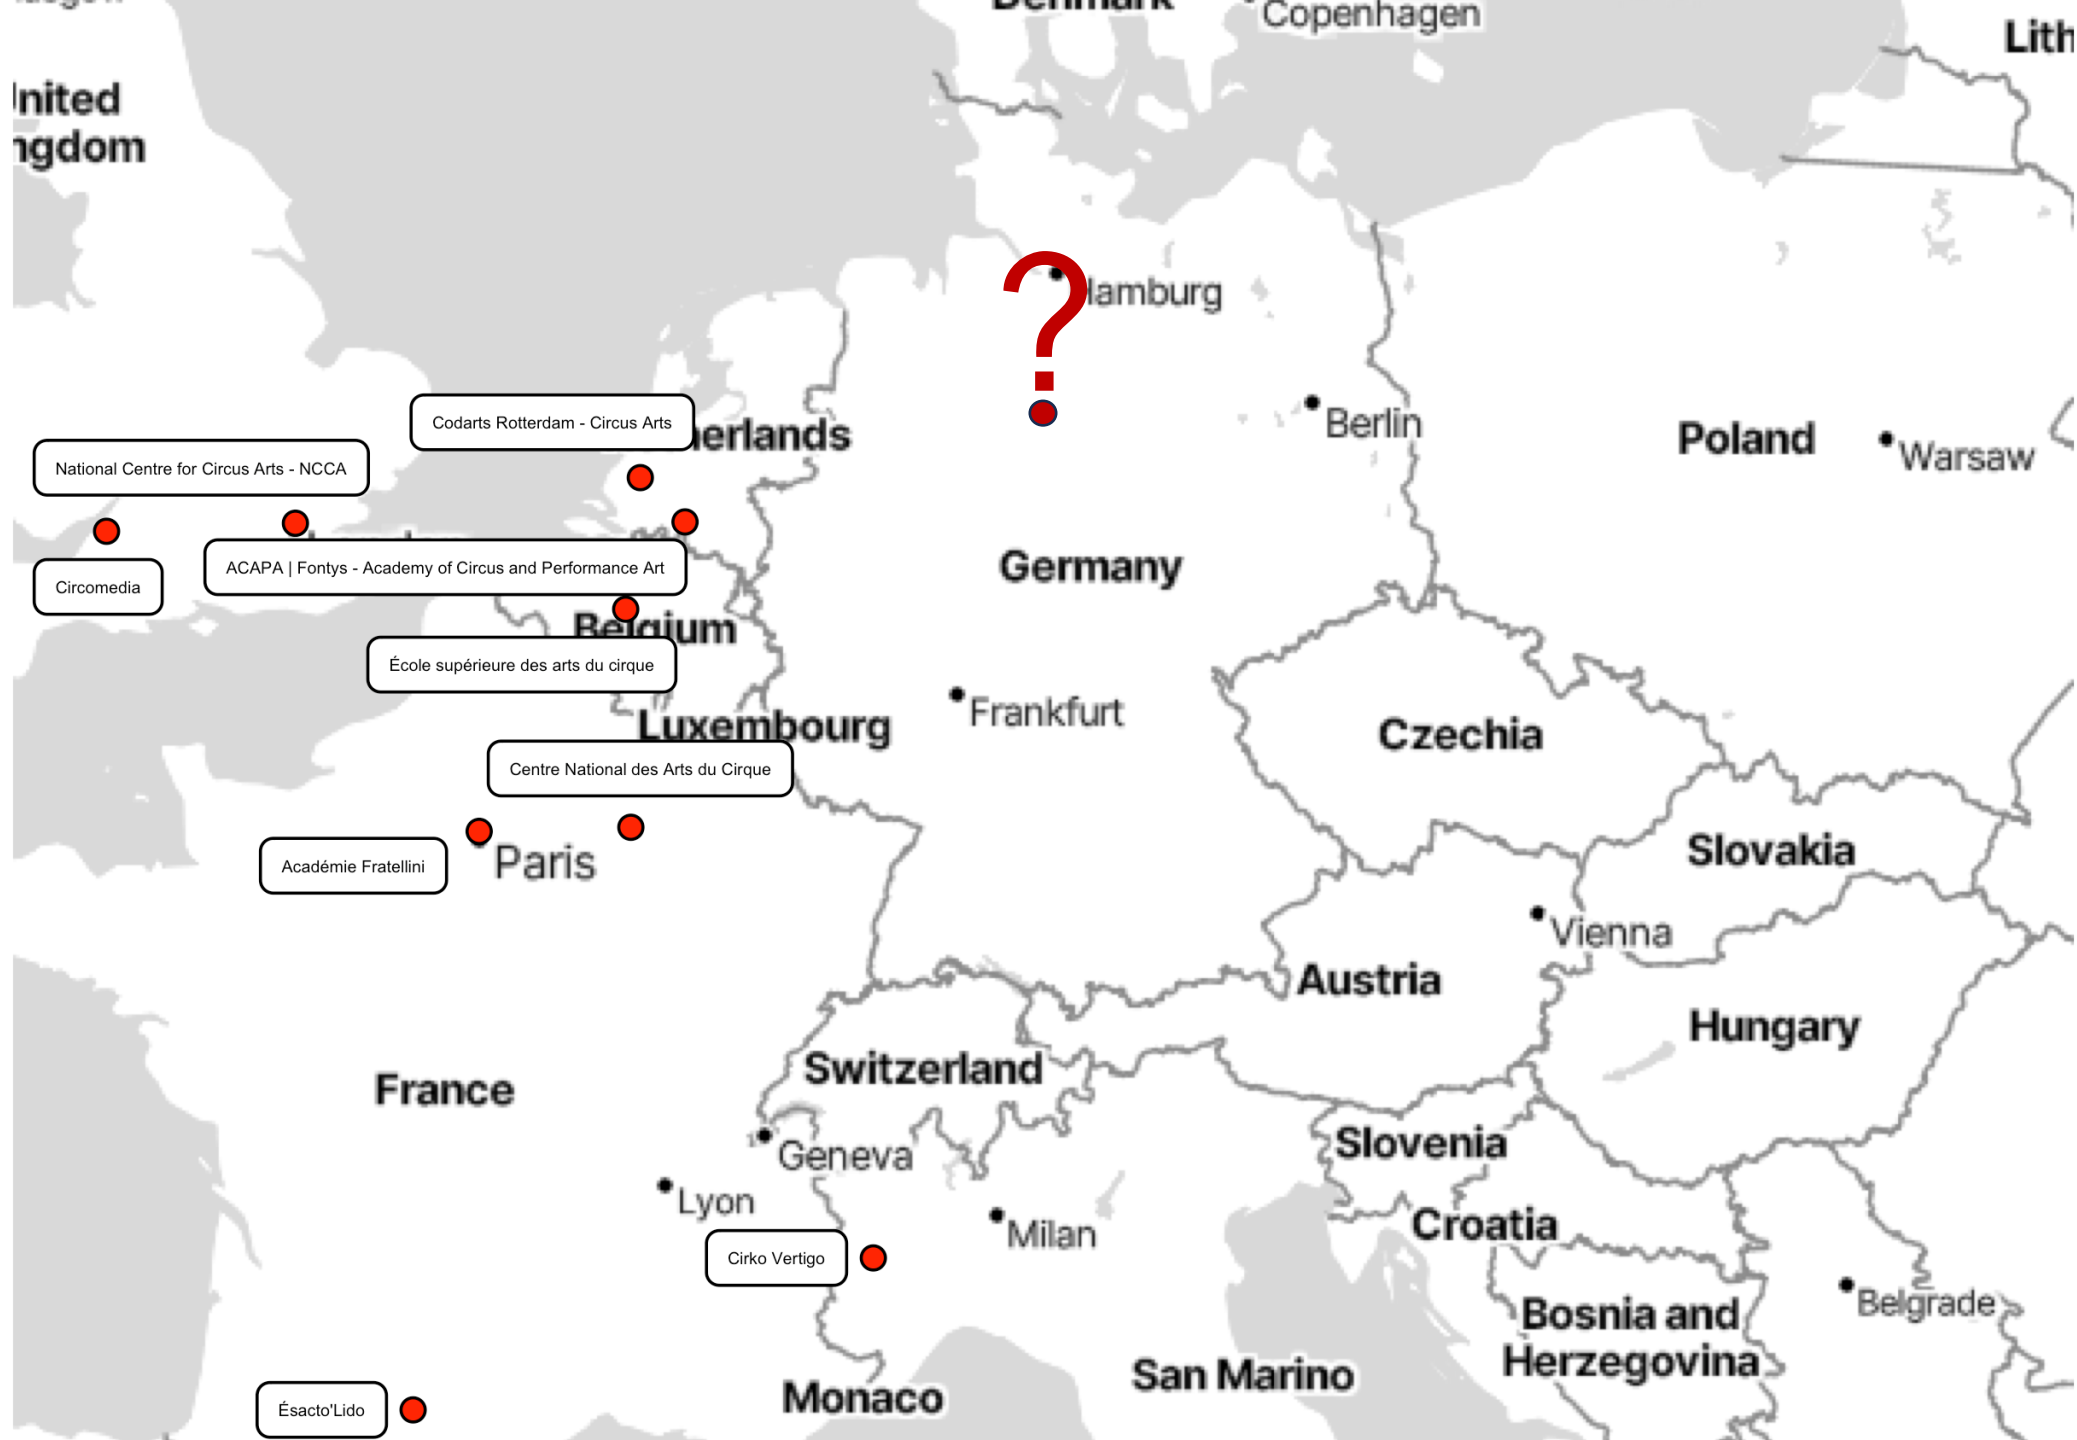 Copenhagen
Lith
nited
ngdom
?
Hamburg
Codarts Rotterdam - Circus Arts
herlands
Berlin
Poland
Warsaw
National Centre for Circus Arts - NCCA
ACAPA | Fontys - Academy of Circus and Performance Art
Germany
Circomedia
Belgium
École supérieure des arts du cirque
Frankfurt
Luxembourg
Czechia
Centre National des Arts du Cirque
Slovakia
Académie Fratellini
Paris
Vienna
Austria
Hungary
Switzerland
France
Geneva
Slovenia
Lyon
Milan
Croatia
Cirko Vertigo
Belgrade
Bosnia and
Herzegovina
San Marino
Monaco
Ésacto'Lido